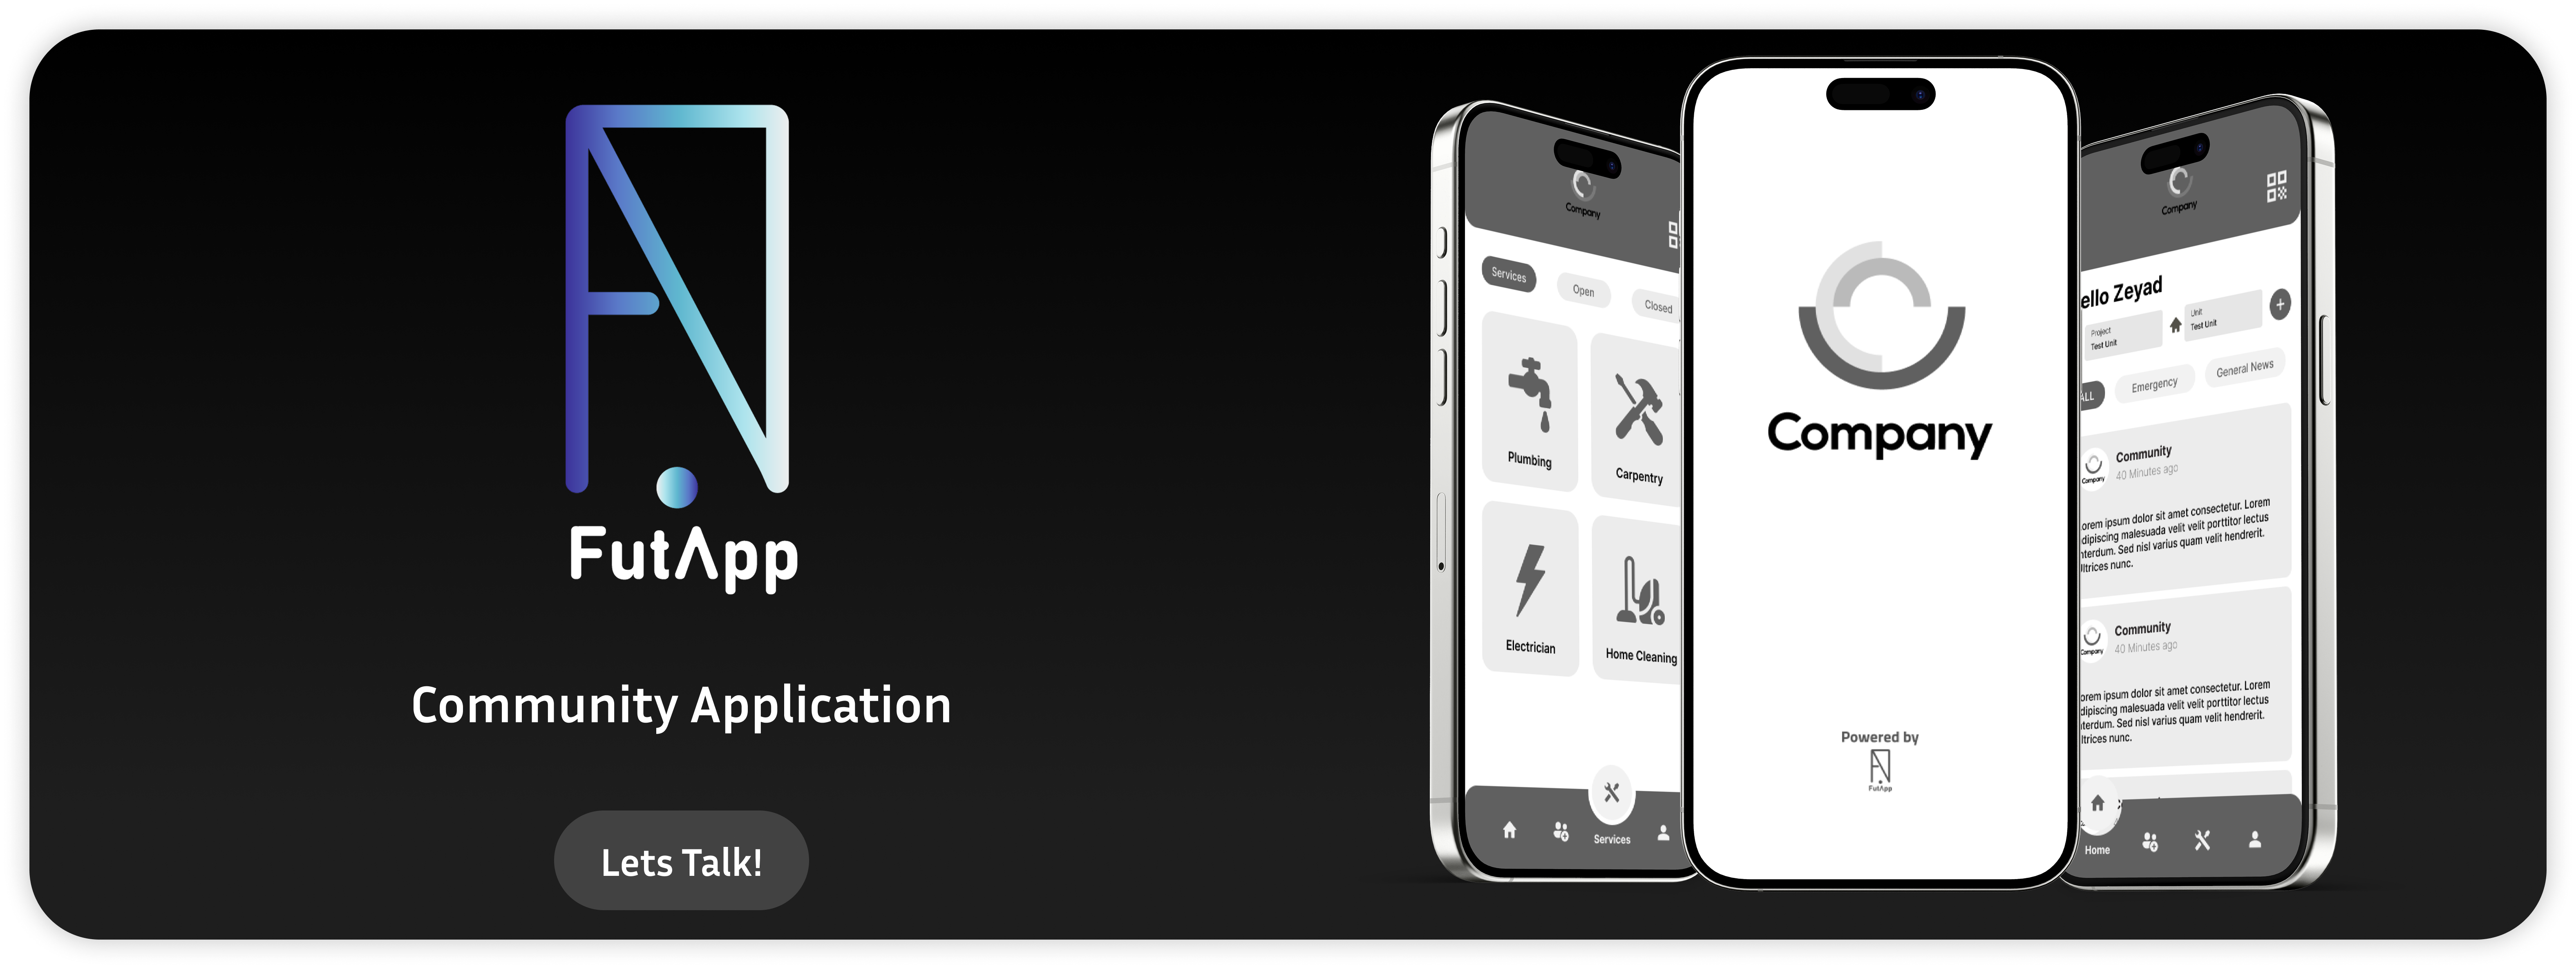 FutApp
Community Application
Lets Talk!
Company
Services
Open
Closed
Plumbing
Carpentry
Electrician
Home Cleaning
Services
Company
Powered by
FutApp
Company
ello Zeyad
Project
Test Unit
Unit
Test Unit
ALL
Emergency
General News
Community
40 Minutes ago
Company
orem ipsum dolor sit amet consectetur. Lorem
dipiscing malesuada velit velit porttitor lectus
nterdum. Sed nisl varius quam velit hendrerit.
ltrices nunc.
Community
40 Minutes ago
Company
orem ipsum dolor sit amet consectetur. Lorem
dipiscing malesuada velit velit porttitor lectus
nterdum. Sed nisl varius quam velit hendrerit.
ltrices nunc.
Home